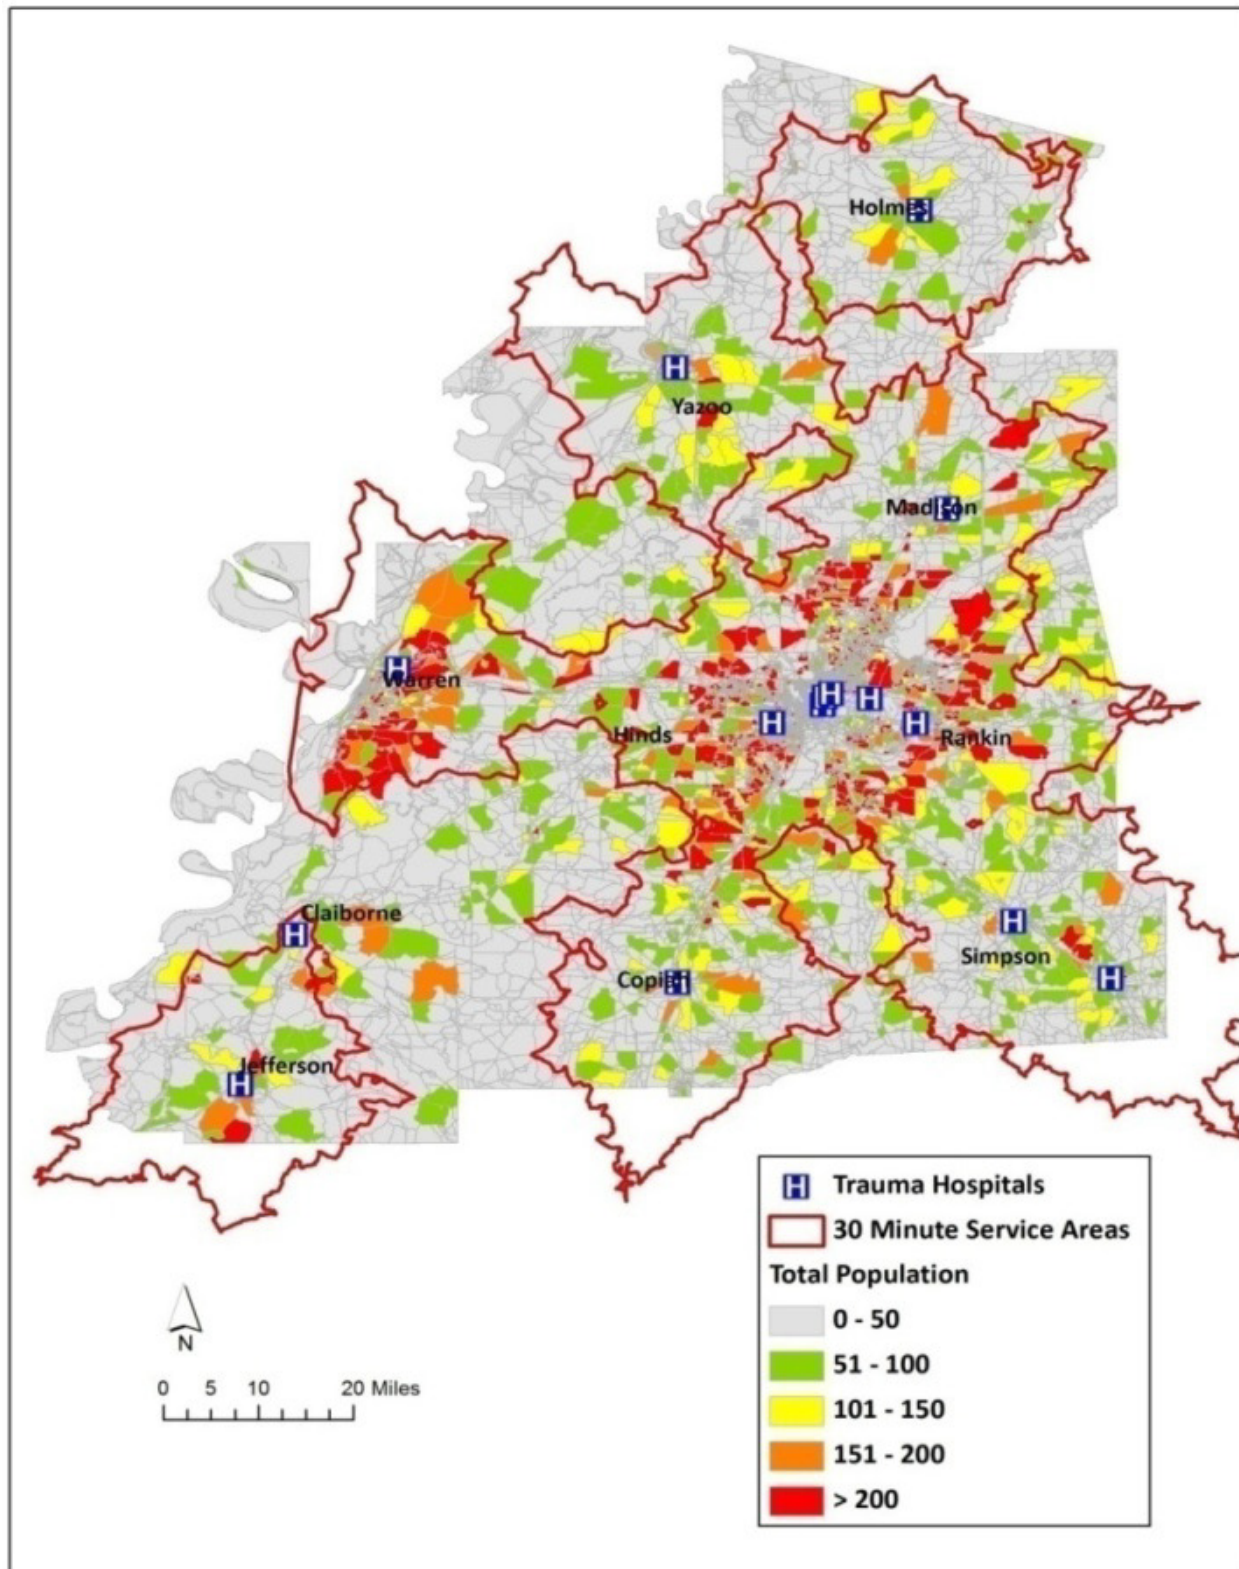 Holmes
Yazoo
Madison
Warren
Hinds
Rankin
Claiborne
Simpson
Copiah
Jefferson
H Trauma Hospitals
30 Minute Service Areas
Total Population
0 - 50
51 - 100
101 - 150
151 - 200
> 200
N
0 5 10 20 Miles